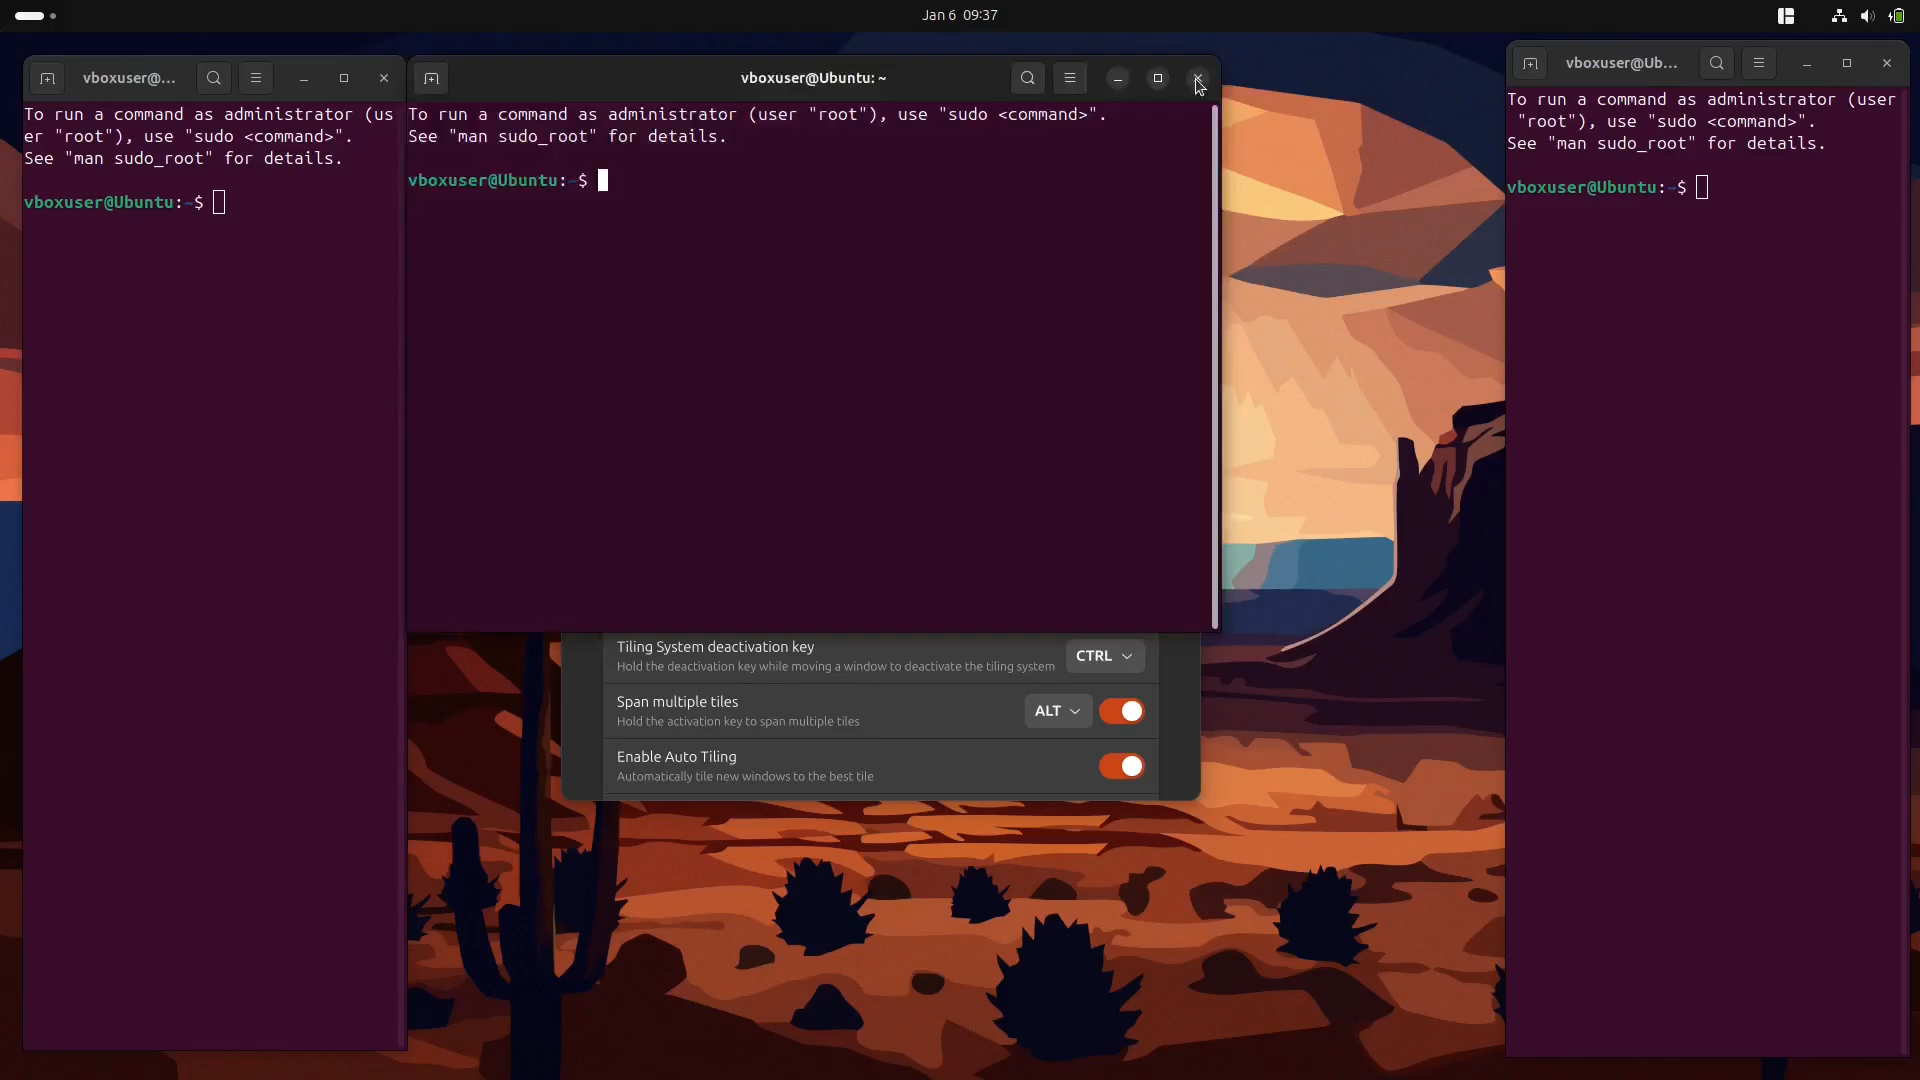 Jan 6 09:37
vboxuser@...
To run a command as administrator (us
er "root"), use "sudo <command>".
See "man sudo_root" for details.
vboxuser@Ubuntu:~$
vboxuser@Ubuntu: ~
To run a command as administrator (user "root"), use "sudo <command>".
See "man sudo_root" for details.
vboxuser@Ubuntu:~$
Tiling System deactivation key
Hold the deactivation key while moving a window to deactivate the tiling system
CTRL
Span multiple tiles
Hold the activation key to span multiple tiles
ALT
Enable Auto Tiling
Automatically tile new windows to the best tile
vboxuser@Ub...
To run a command as administrator (user
"root"), use "sudo <command>".
See "man sudo_root" for details.
vboxuser@Ubuntu:~$